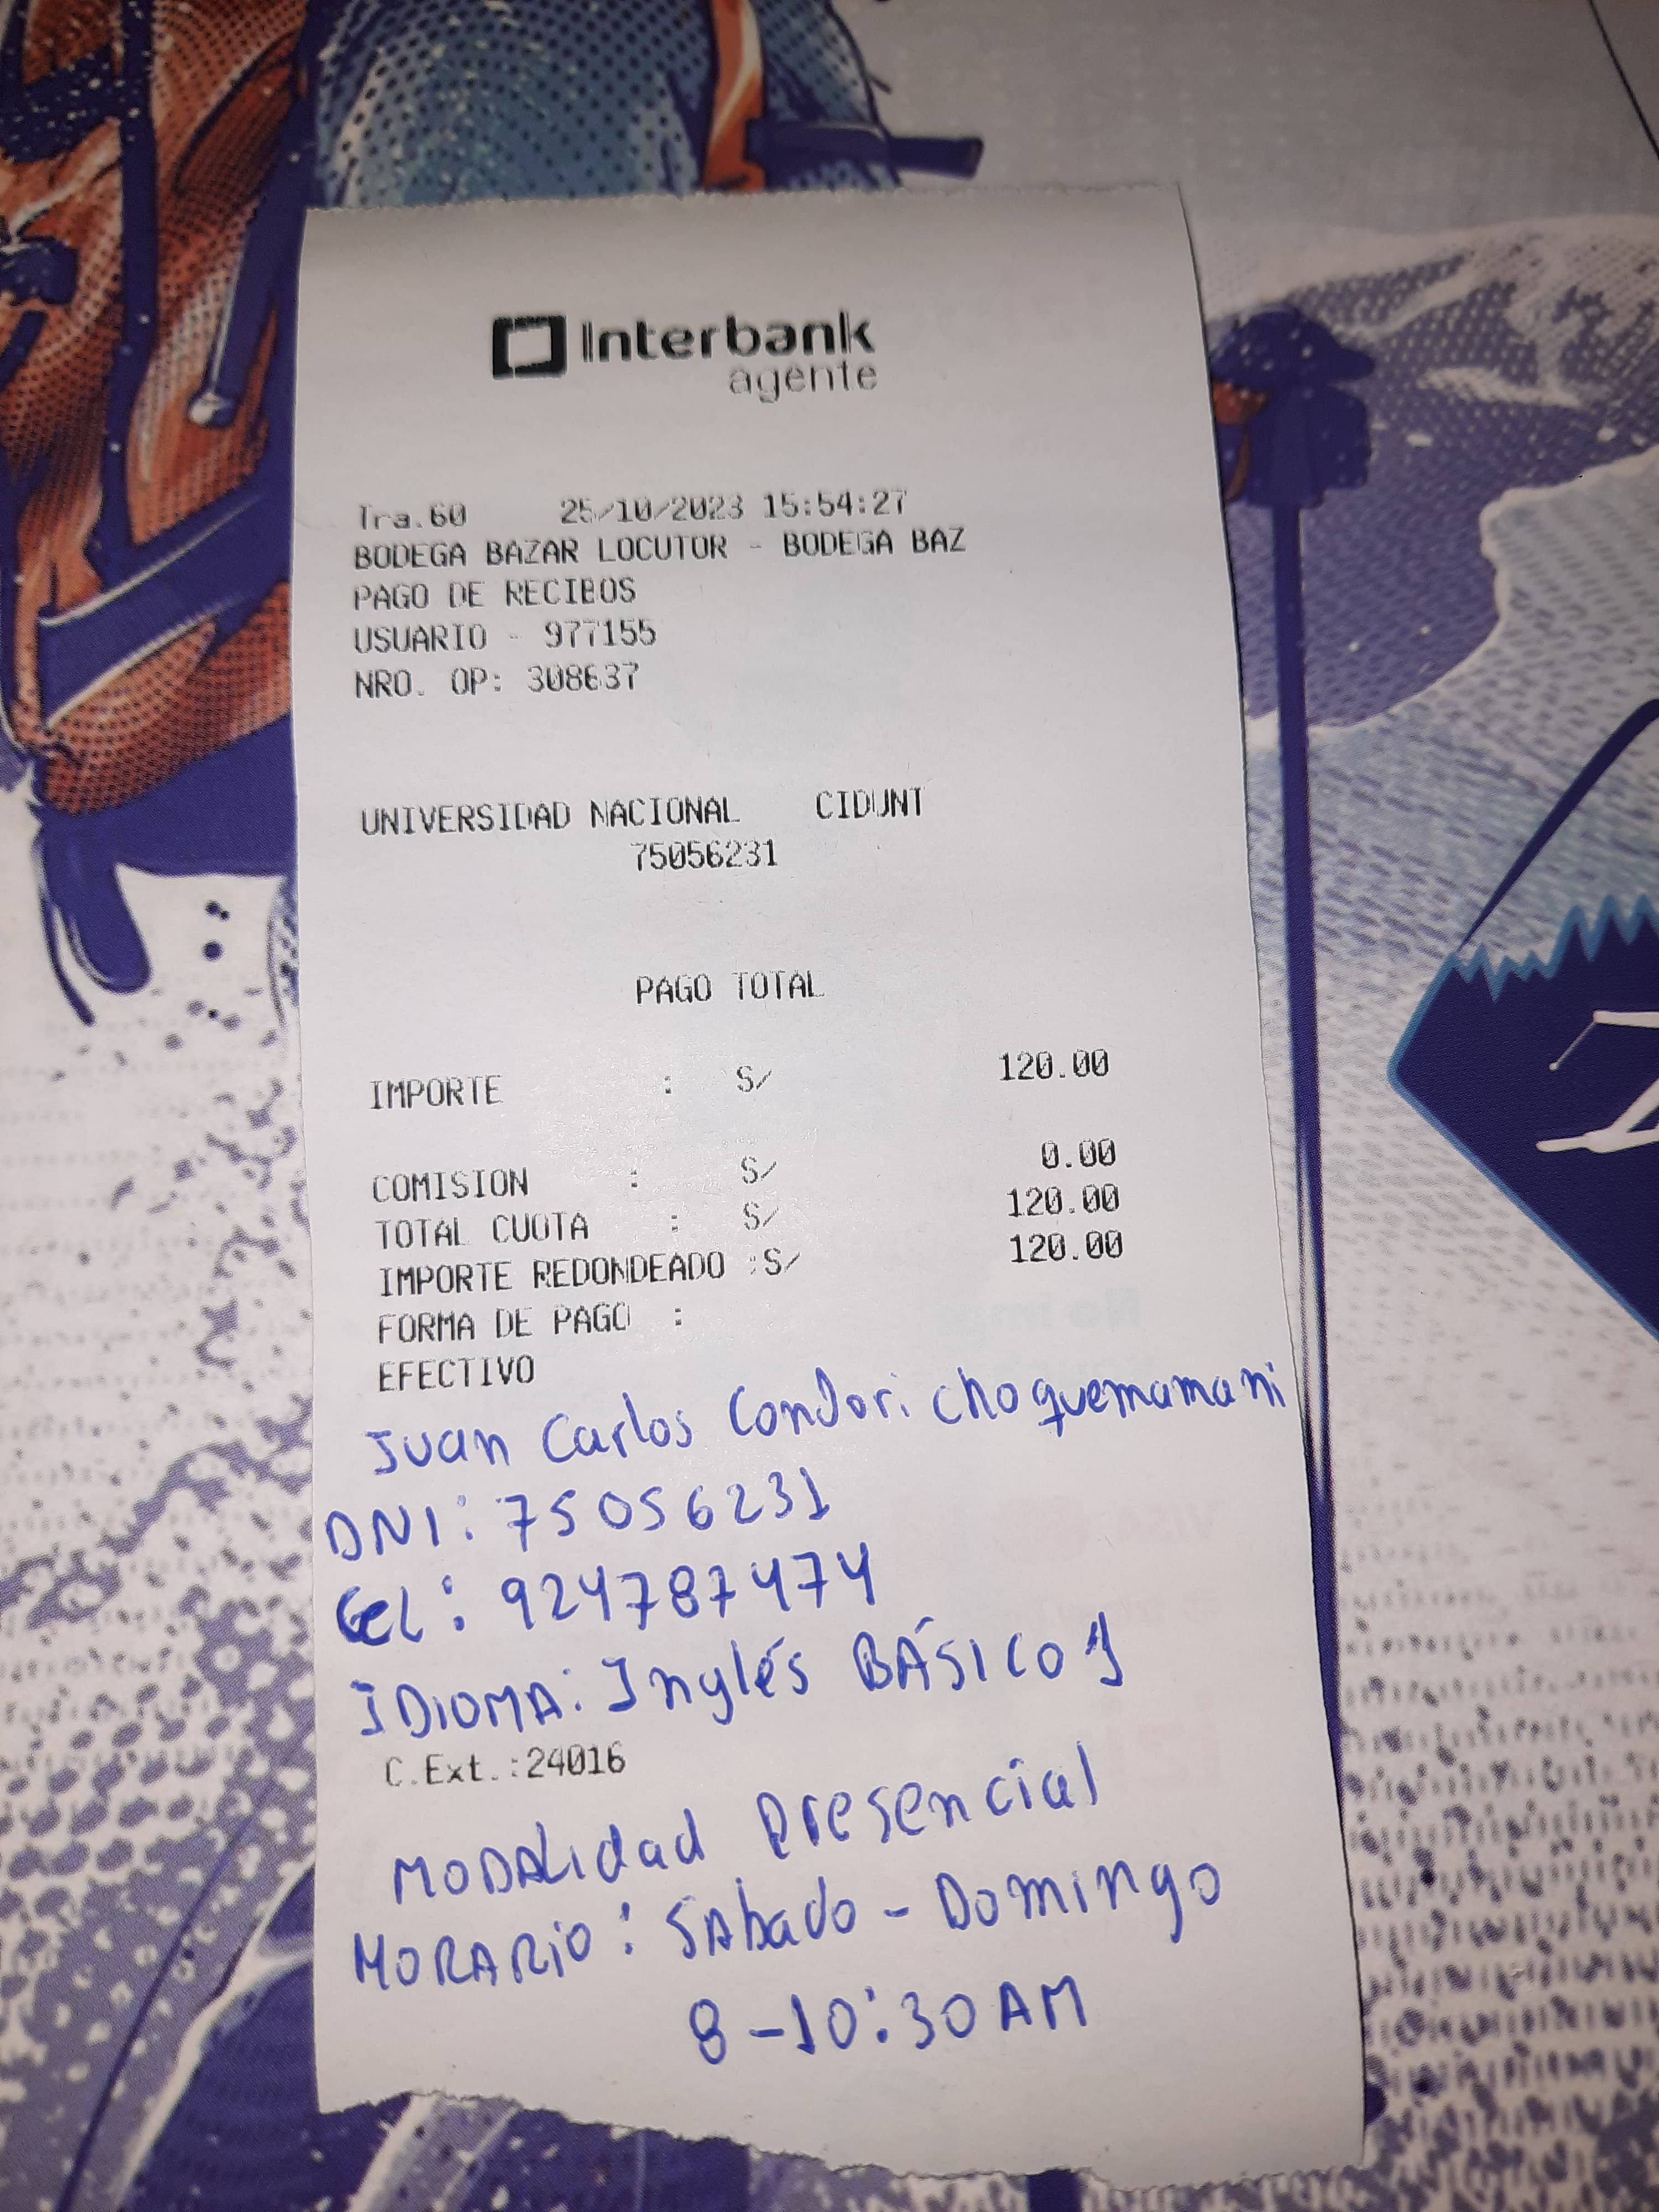 Interbank
agente
Tra.60 25/10/2023 15:54:27
BODEGA BAZAR LOCUTOR - BODEGA BAZ
PAGO DE RECIBOS
USUARIO - 977155
NRO. OP: 308637
UNIVERSIDAD NACIONAL CIDUNT
75056231
PAGO TOTAL
IMPORTE : S/ 120.00
COMISION : S/ 0.00
TOTAL CUOTA : S/ 120.00
IMPORTE REDONDEADO :S/ 120.00
FORMA DE PAGO :
EFECTIVO
Juan Carlos Condori choquemamani
DNI: 75056231
Cel: 924787474
IDIOMA: Inglés BÁSICO 1
C.Ext.:24016
MODALidad Presencial
HORARIO: SAbado - Domingo
8-10:30 AM